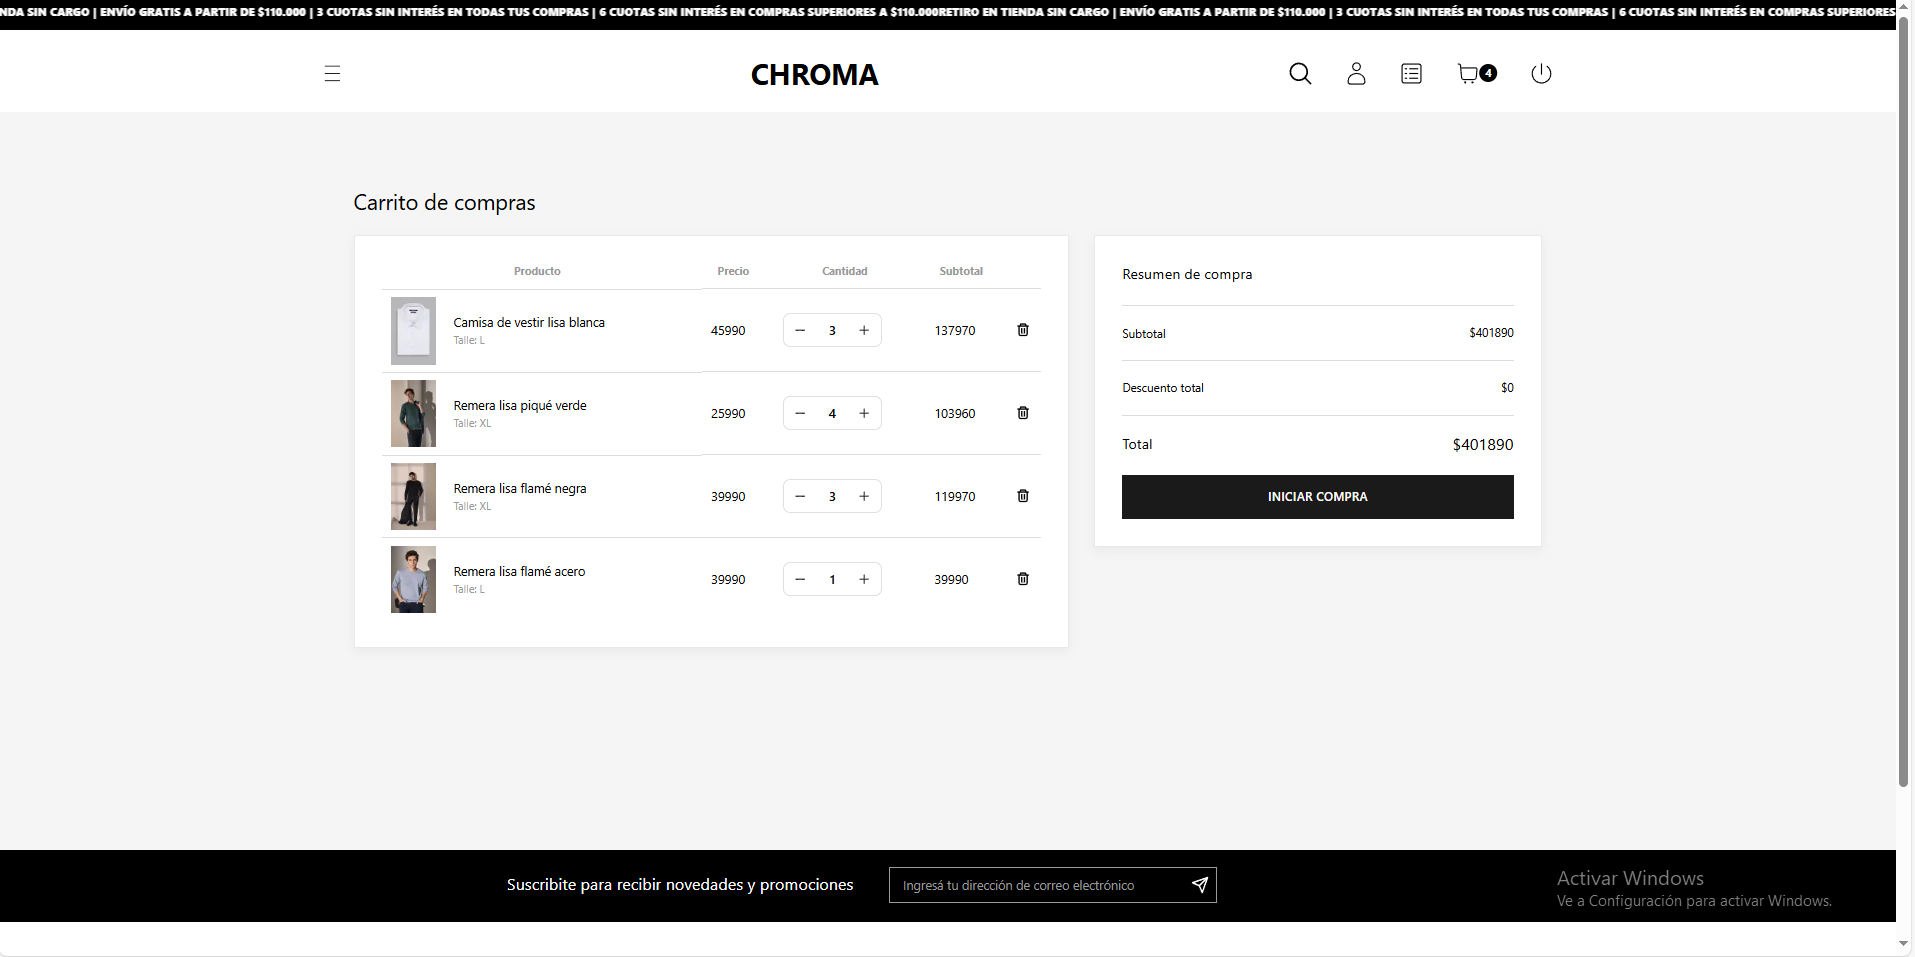 NDA SIN CARGO | ENVÍO GRATIS A PARTIR DE $110.000 | 3 CUOTAS SIN INTERÉS EN TODAS TUS COMPRAS | 6 CUOTAS SIN INTERÉS EN COMPRAS SUPERIORES A $110.000RETIRO EN TIENDA SIN CARGO | ENVÍO GRATIS A PARTIR DE $110.000 | 3 CUOTAS SIN INTERÉS EN TODAS TUS COMPRAS | 6 CUOTAS SIN INTERÉS EN COMPRAS SUPERIORES
CHROMA
4
Carrito de compras
Producto Precio Cantidad Subtotal
Camisa de vestir lisa blanca
Talle: L
45990 − 3 + 137970
Remera lisa piqué verde
Talle: XL
25990 − 4 + 103960
Remera lisa flamé negra
Talle: XL
39990 − 3 + 119970
Remera lisa flamé acero
Talle: L
39990 − 1 + 39990
Resumen de compra
Subtotal $401890
Descuento total $0
Total $401890
INICIAR COMPRA
Suscribite para recibir novedades y promociones
Ingresá tu dirección de correo electrónico
Activar Windows
Ve a Configuración para activar Windows.